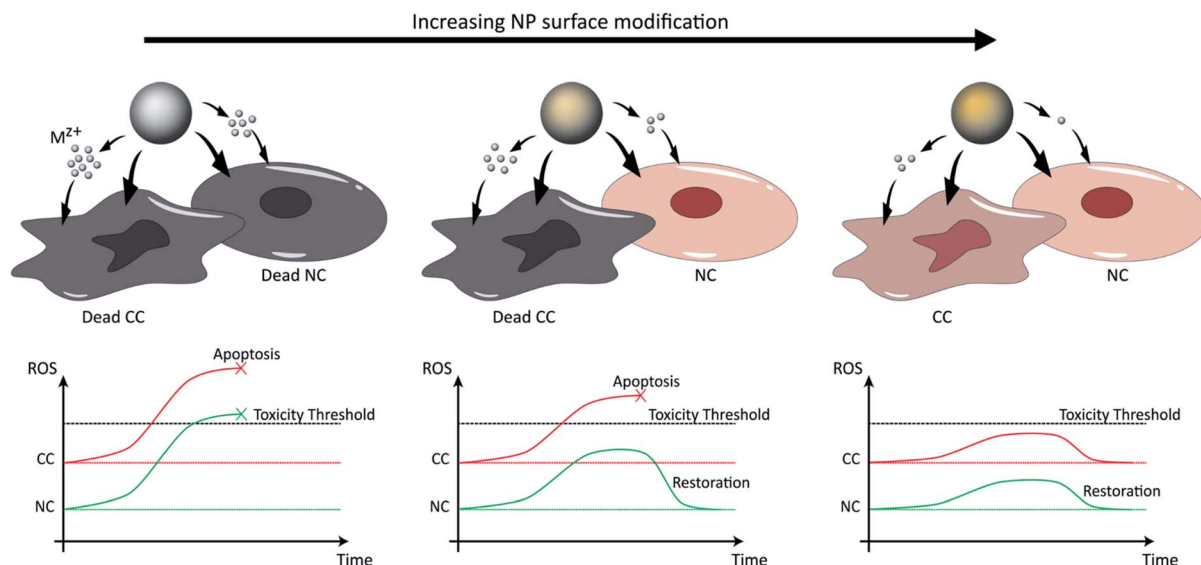 Increasing NP surface modification
M^z+
Dead NC
Dead CC
NC
Dead CC
NC
CC
ROS
Apoptosis
Toxicity Threshold
CC
NC
Time
ROS
Apoptosis
Toxicity Threshold
CC
Restoration
NC
Time
ROS
Toxicity Threshold
CC
Restoration
NC
Time